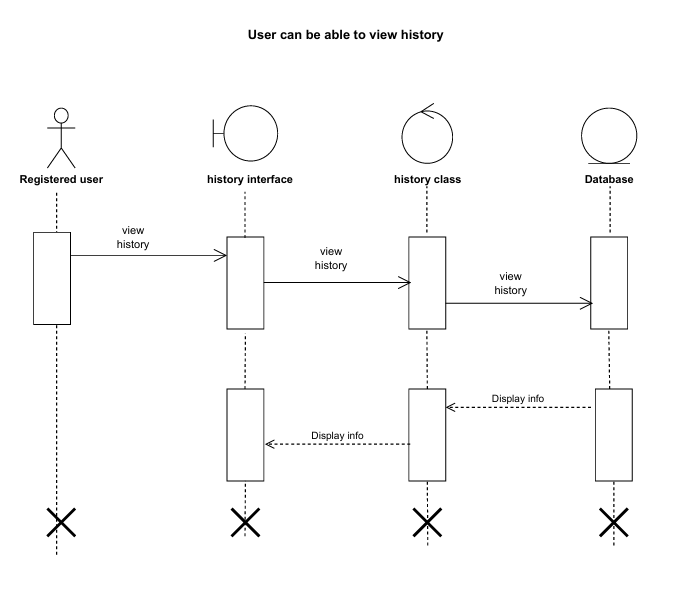 User can be able to view history
Registered user
history interface
history class
Database
view
history
view
history
view
history
Display info
Display info